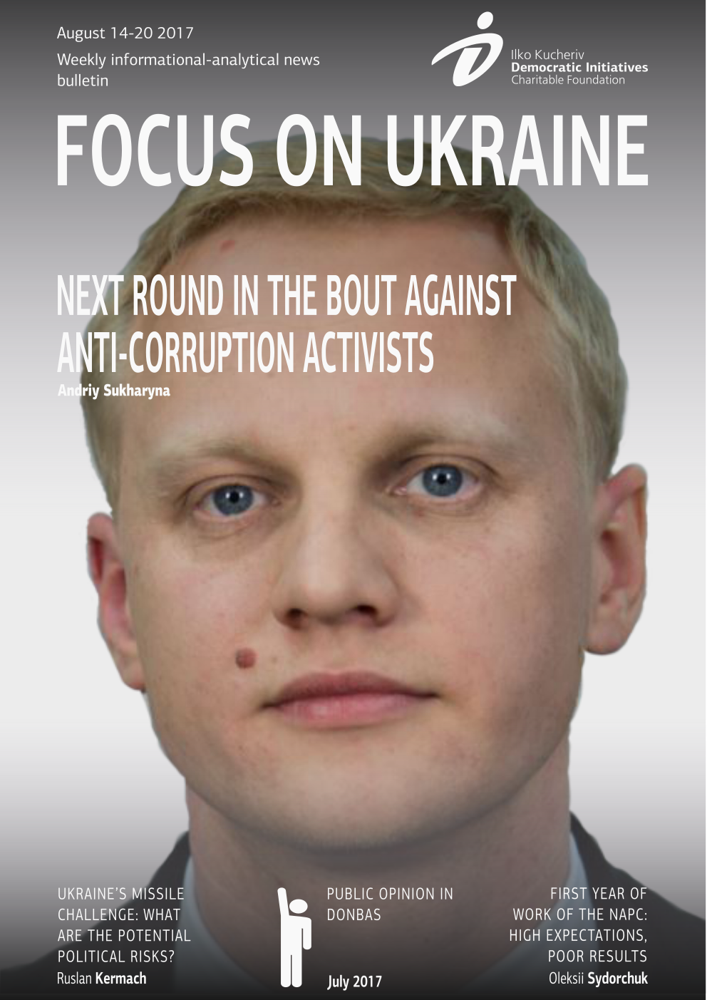 August 14-20 2017
Weekly informational-analytical news
bulletin
Ilko Kucheriv
Democratic Initiatives
Charitable Foundation
FOCUS ON UKRAINE
NEXT ROUND IN THE BOUT AGAINST
ANTI-CORRUPTION ACTIVISTS
Andriy Sukharyna
UKRAINE’S MISSILE
CHALLENGE: WHAT
ARE THE POTENTIAL
POLITICAL RISKS?
Ruslan Kermach
PUBLIC OPINION IN
DONBAS
July 2017
FIRST YEAR OF
WORK OF THE NAPC:
HIGH EXPECTATIONS,
POOR RESULTS
Oleksii Sydorchuk